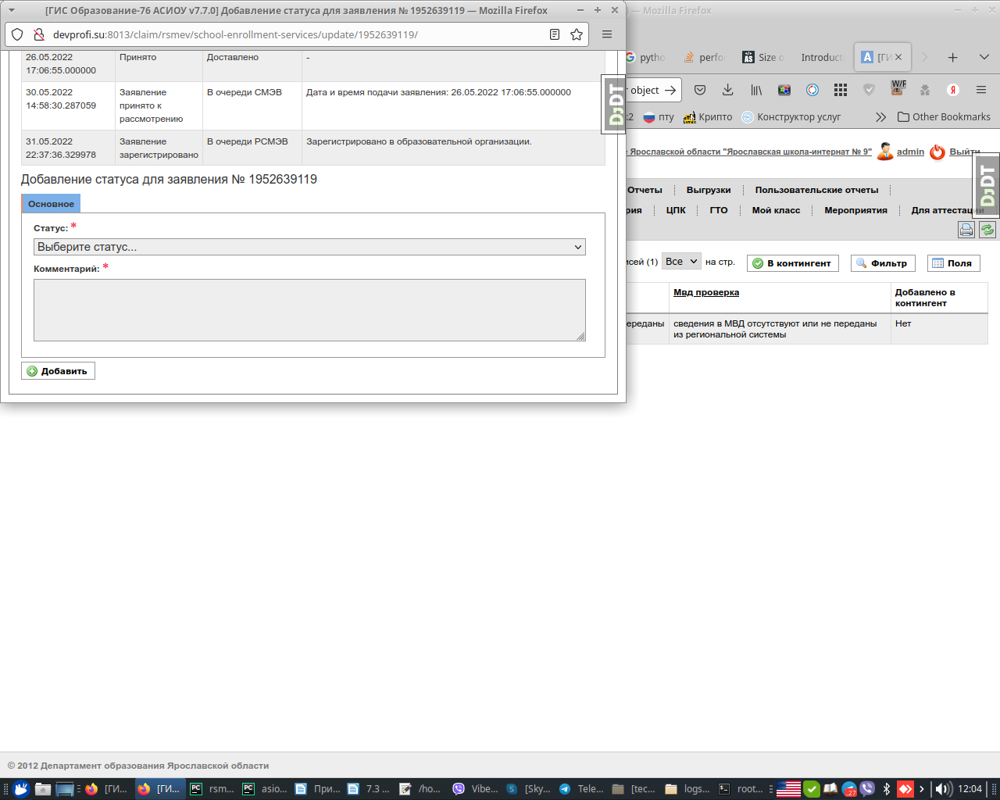 [ГИС Образование-76 АСИОУ v7.7.0] Добавление статуса для заявления № 1952639119 — Mozilla Firefox
— Mozilla Firefox
devprofi.su:8013/claim/rsmev/school-enrollment-services/update/1952639119/
pytho
perfo
Size o
Introduct
[ГИ
r object
W/F
k2
пту
Крипто
Конструктор услуг
Other Bookmarks
26.05.2022
17:06:55.000000
Принято
Доставлено
-
30.05.2022
14:58:30.287059
Заявление
принято к
рассмотрению
В очереди СМЭВ
Дата и время подачи заявления: 26.05.2022 17:06:55.000000
31.05.2022
22:37:36.329978
Заявление
зарегистрировано
В очереди РСМЭВ
Зарегистрировано в образовательной организации.
DJDT
Ярославской области "Ярославская школа-интернат № 9"
admin
Выйти
DJDT
Отчеты
Выгрузки
Пользовательские отчеты
рия
ЦПК
ГТО
Мой класс
Мероприятия
Для аттестации
Добавление статуса для заявления № 1952639119
Основное
Статус: *
Выберите статус...
Комментарий: *
Добавить
исей (1)
Все
на стр.
В контингент
Фильтр
Поля
Мвд проверка
Добавлено в
контингент
ереданы
сведения в МВД отсутствуют или не переданы
из региональной системы
Нет
© 2012 Департамент образования Ярославской области
[ГИ...
[ГИ...
rsm...
asio...
При...
7.3 ...
/ho...
Vibe...
[Sky...
Tele...
[tec...
logs...
root...
27
12:04